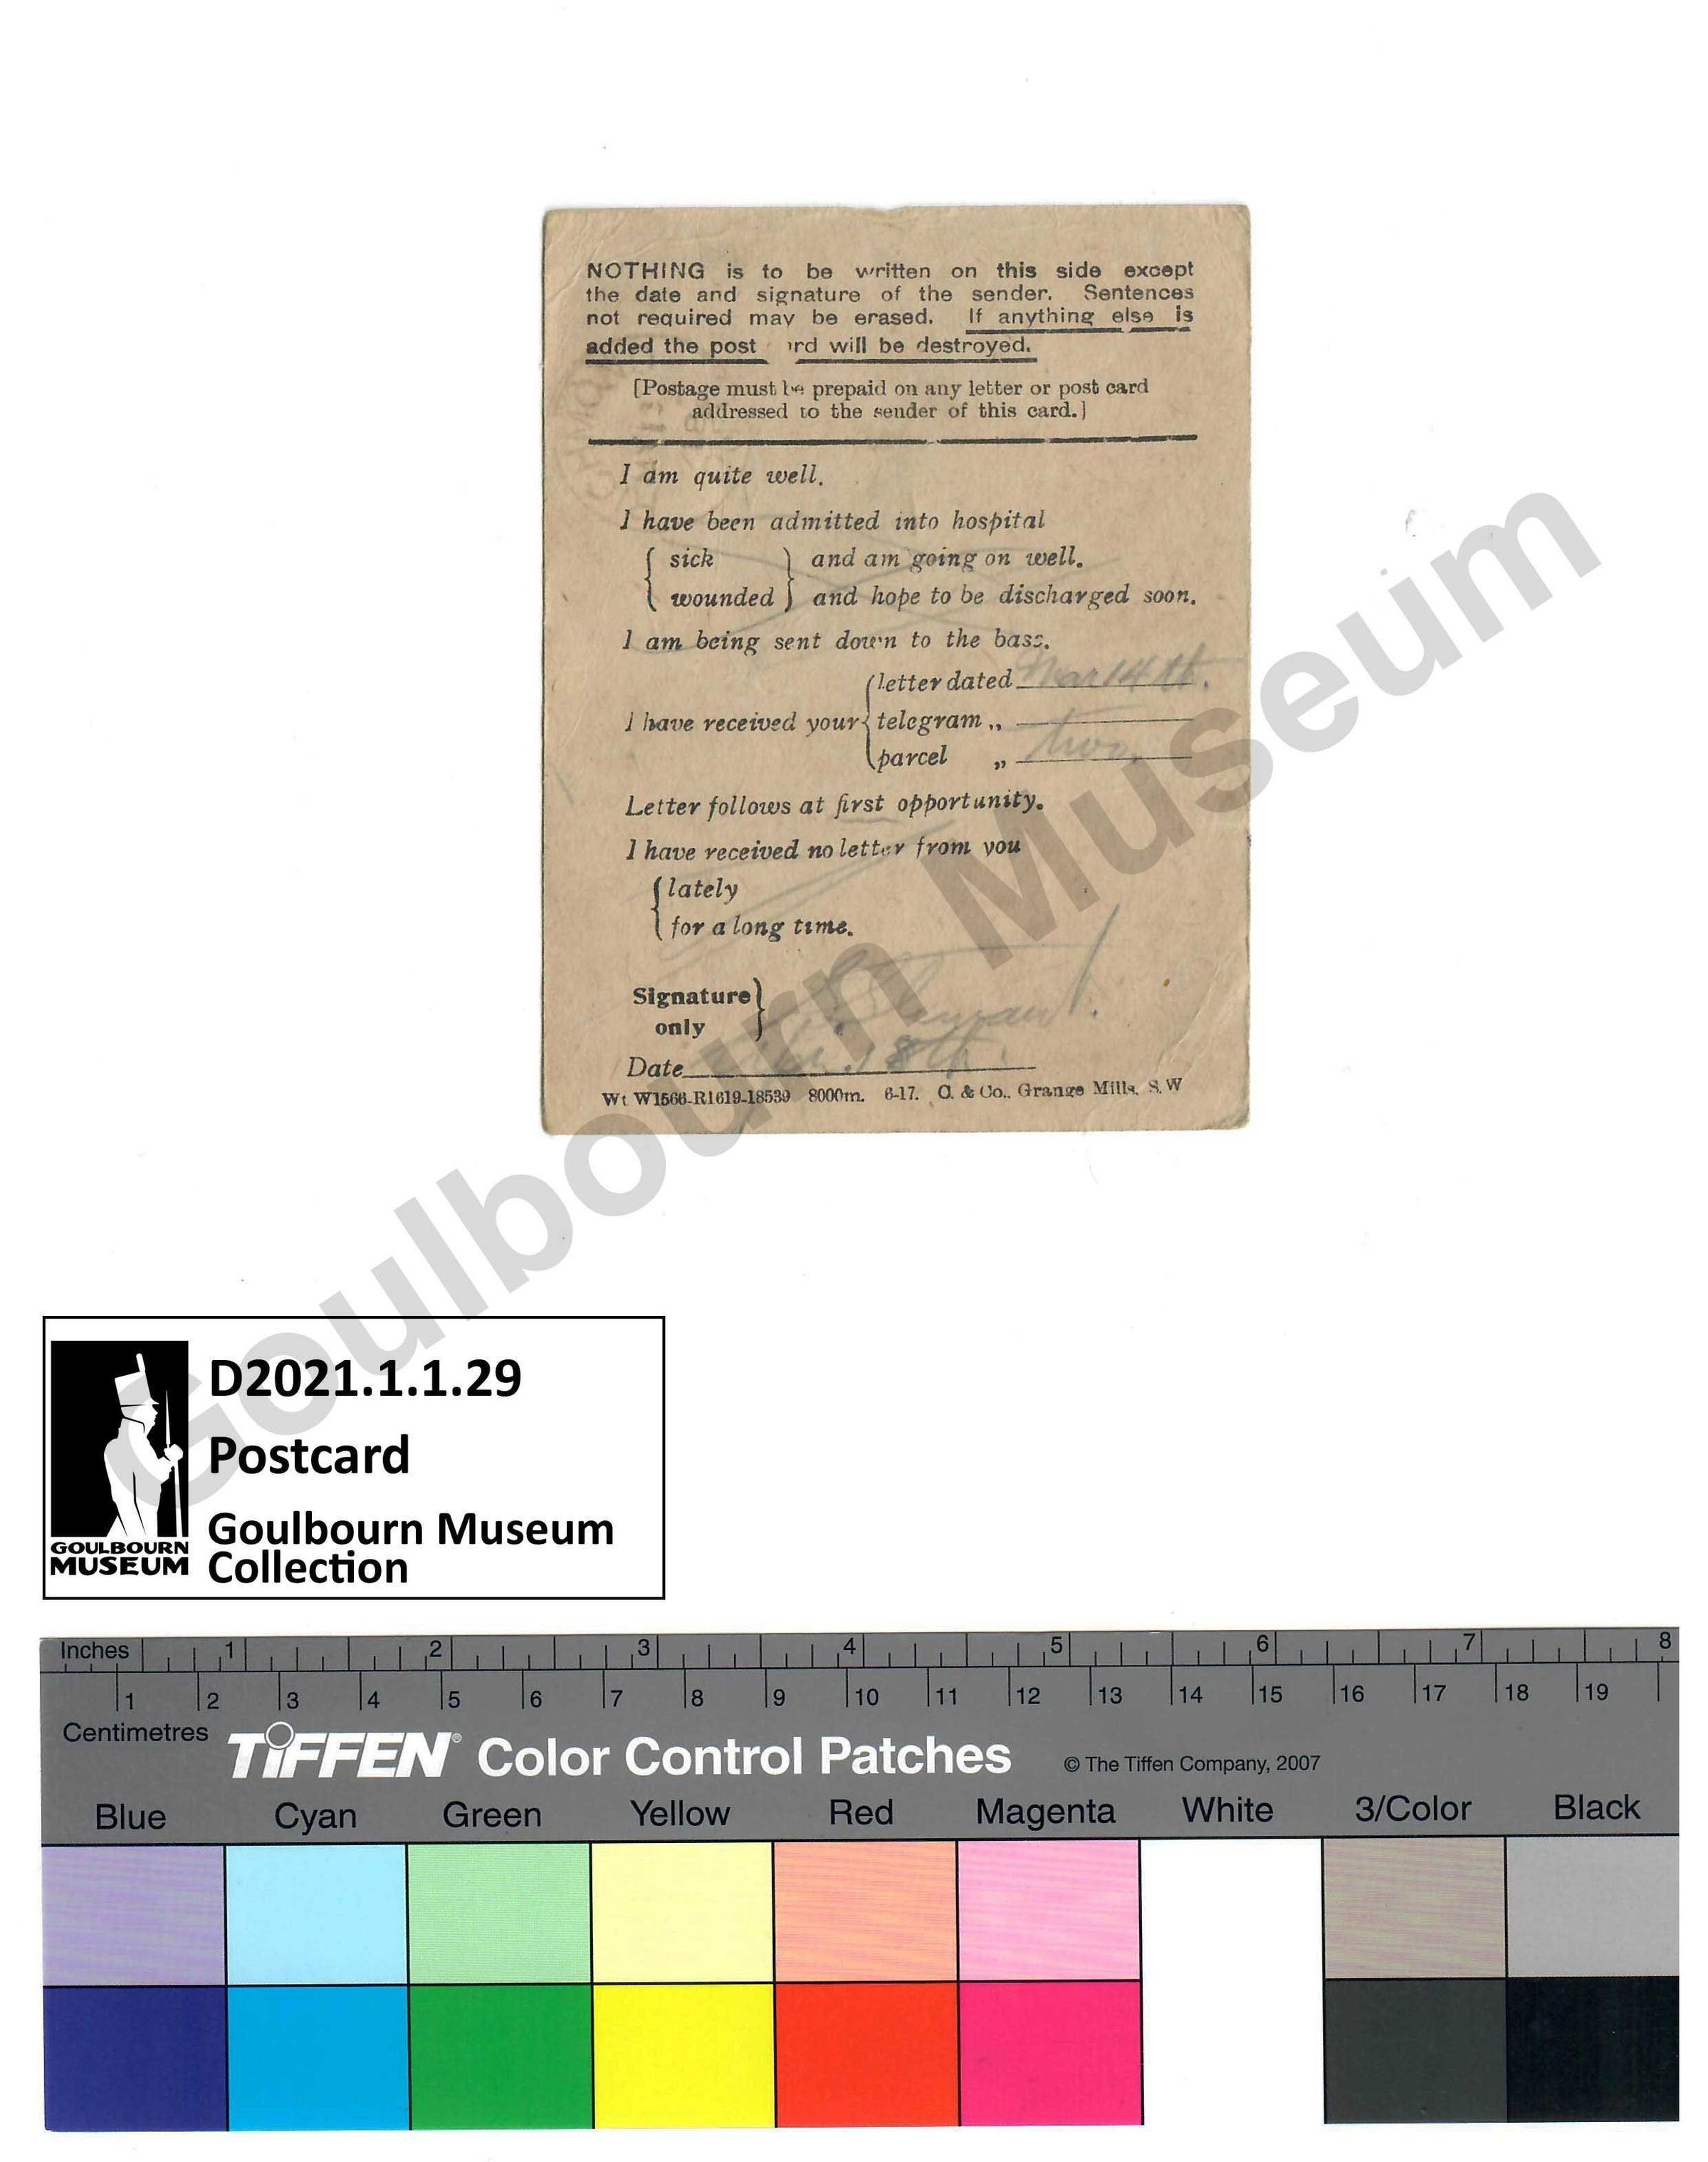 NOTHING is to be written on this side except
the date and signature of the sender. Sentences
not required may be erased. If anything else is
added the post rd will be destroyed.
[Postage must be prepaid on any letter or post card
addressed to the sender of this card.]
I am quite well.
I have been admitted into hospital
sick and am going on well.
wounded and hope to be discharged soon.
I am being sent down to the base.
letter dated Mar 14th.
I have received your telegram „
parcel „ two.
Letter follows at first opportunity.
I have received no letter from you
lately
for a long time.
Signature
only
Date 18th.
Wt W1566-R1619-18539 8000m. 6-17. C. & Co., Grange Mills, S.W
Goulbourn Museum
D2021.1.1.29
Postcard
Goulbourn Museum
Collection
GOULBOURN
MUSEUM
Inches 1 2 3 4 5 6 7 8
1 2 3 4 5 6 7 8 9 10 11 12 13 14 15 16 17 18 19
Centimetres
TIFFEN® Color Control Patches © The Tiffen Company, 2007
Blue Cyan Green Yellow Red Magenta White 3/Color Black